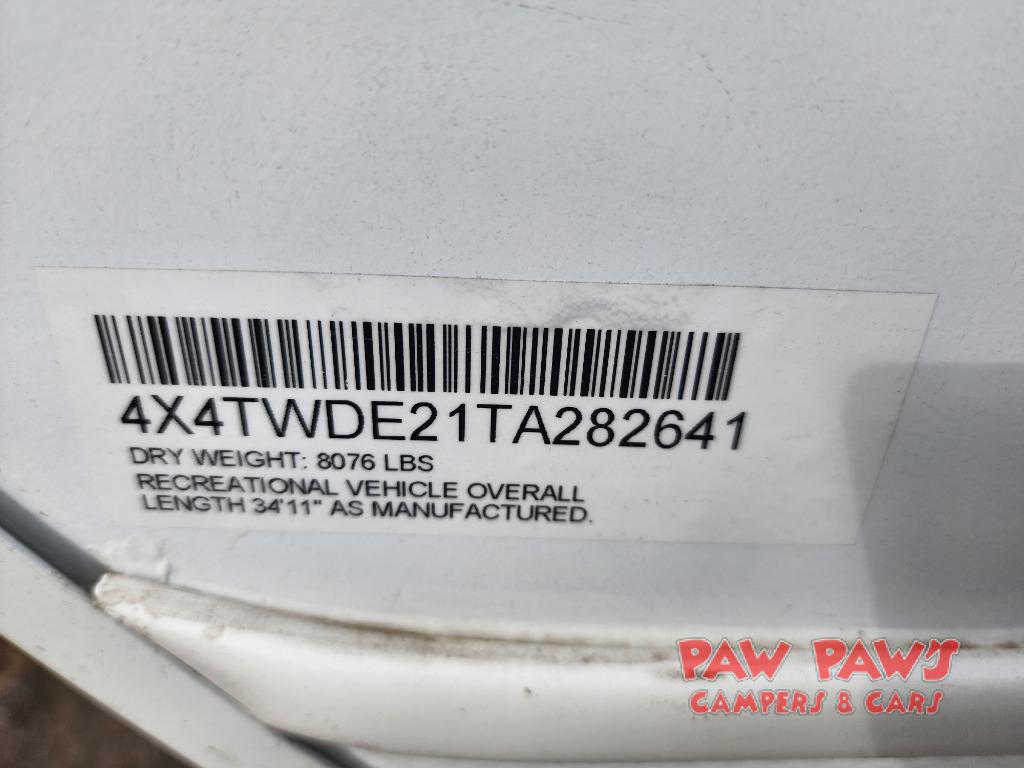 4X4TWDE21TA282641
DRY WEIGHT: 8076 LBS
RECREATIONAL VEHICLE OVERALL
LENGTH 34'11" AS MANUFACTURED.
PAW PAW'S
CAMPERS & CARS